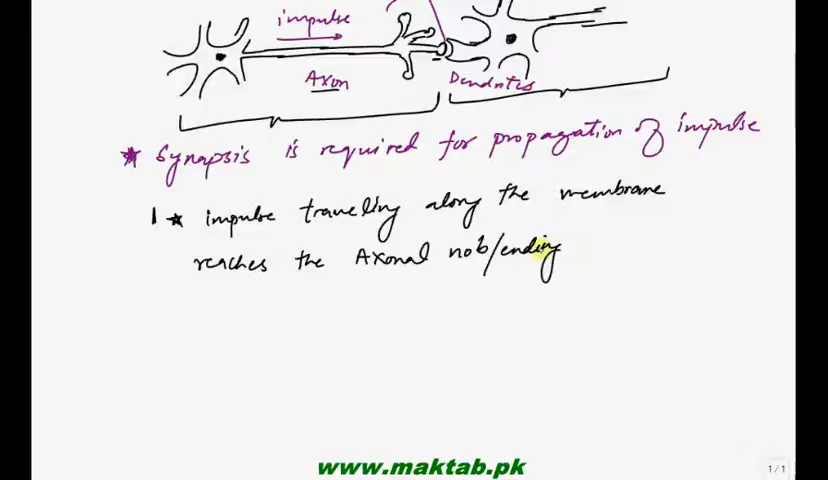 impulse
Axon
Dendrites
* Synapsis is required for propagation of impulse
1 * impulse traveling along the membrane
reaches the Axonal nob/ending
www.maktab.pk
1/1